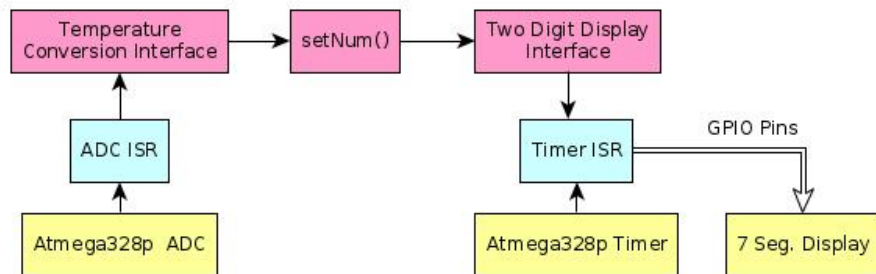 Temperature
Conversion Interface
setNum()
Two Digit Display
Interface
ADC ISR
Timer ISR
GPIO Pins
Atmega328p ADC
Atmega328p Timer
7 Seg. Display